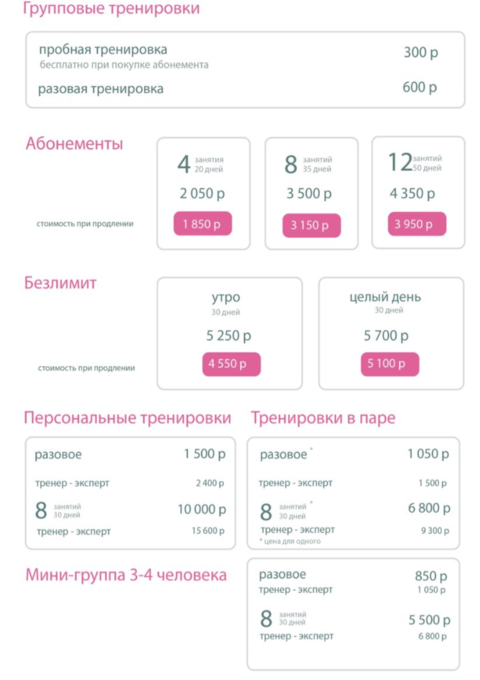 Групповые тренировки
пробная тренировка 300 р
бесплатно при покупке абонемента
разовая тренировка 600 р
Абонементы
4 занятия 20 дней
2 050 р
1 850 р
8 занятий 35 дней
3 500 р
3 150 р
12 занятий 50 дней
4 350 р
3 950 р
стоимость при продлении
Безлимит
утро
30 дней
5 250 р
4 550 р
целый день
30 дней
5 700 р
5 100 р
стоимость при продлении
Персональные тренировки
разовое 1 500 р
тренер - эксперт 2 400 р
8 занятий 30 дней 10 000 р
тренер - эксперт 15 600 р
Тренировки в паре
разовое * 1 050 р
тренер - эксперт 1 500 р
8 занятий * 30 дней 6 800 р
тренер - эксперт 9 300 р
* цена для одного
Мини-группа 3-4 человека
разовое 850 р
тренер - эксперт 1 050 р
8 занятий 30 дней 5 500 р
тренер - эксперт 6 800 р